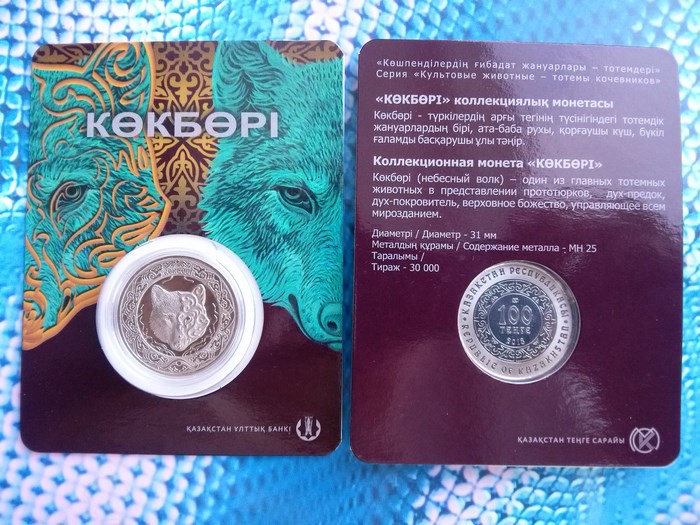 КӨКБӨРІ
ҚАЗАҚСТАН ҰЛТТЫҚ БАНКІ
«Көшпенділердің ғибадат жануарлары – тотемдері»
Серия «Культовые животные – тотемы кочевников»
«КӨКБӨРІ» коллекциялық монетасы
Көкбөрі - түркілердің арғы тегінің түсінігіндегі тотемдік
жануарлардың бірі, ата-баба рухы, қорғаушы күш, бүкіл
ғаламды басқарушы ұлы тәңір.
Коллекционная монета «КӨКБӨРІ»
Көкбөрі (небесный волк) – один из главных тотемных
животных в представлении прототюрков, дух-предок,
дух-покровитель, верховное божество, управляющее всем
мирозданием.
Диаметрі / Диаметр - 31 мм
Металдың құрамы / Содержание металла - МН 25
Таралымы /
Тираж - 30 000
ҚАЗАҚСТАН РЕСПУБЛИКАСЫ
100
ТЕҢГЕ
2018
REPUBLIC OF KAZAKHSTAN
ҚАЗАҚСТАН ТЕҢГЕ САРАЙЫ